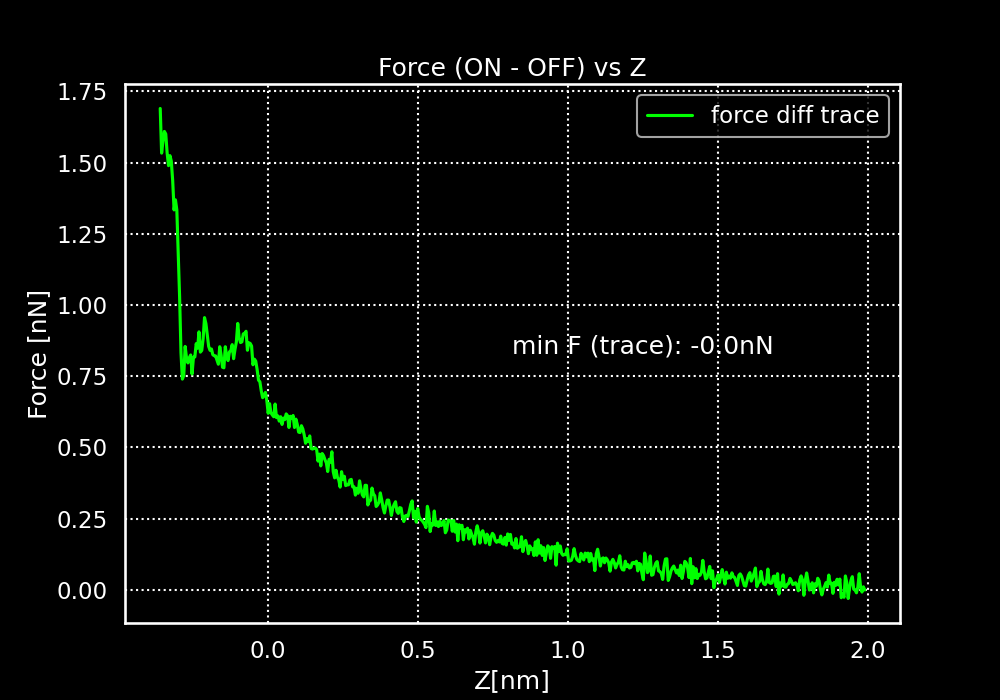 Force (ON - OFF) vs Z
force diff trace
min F (trace): -0.0nN
Force [nN]
1.75
1.50
1.25
1.00
0.75
0.50
0.25
0.00
0.0 0.5 1.0 1.5 2.0
Z[nm]